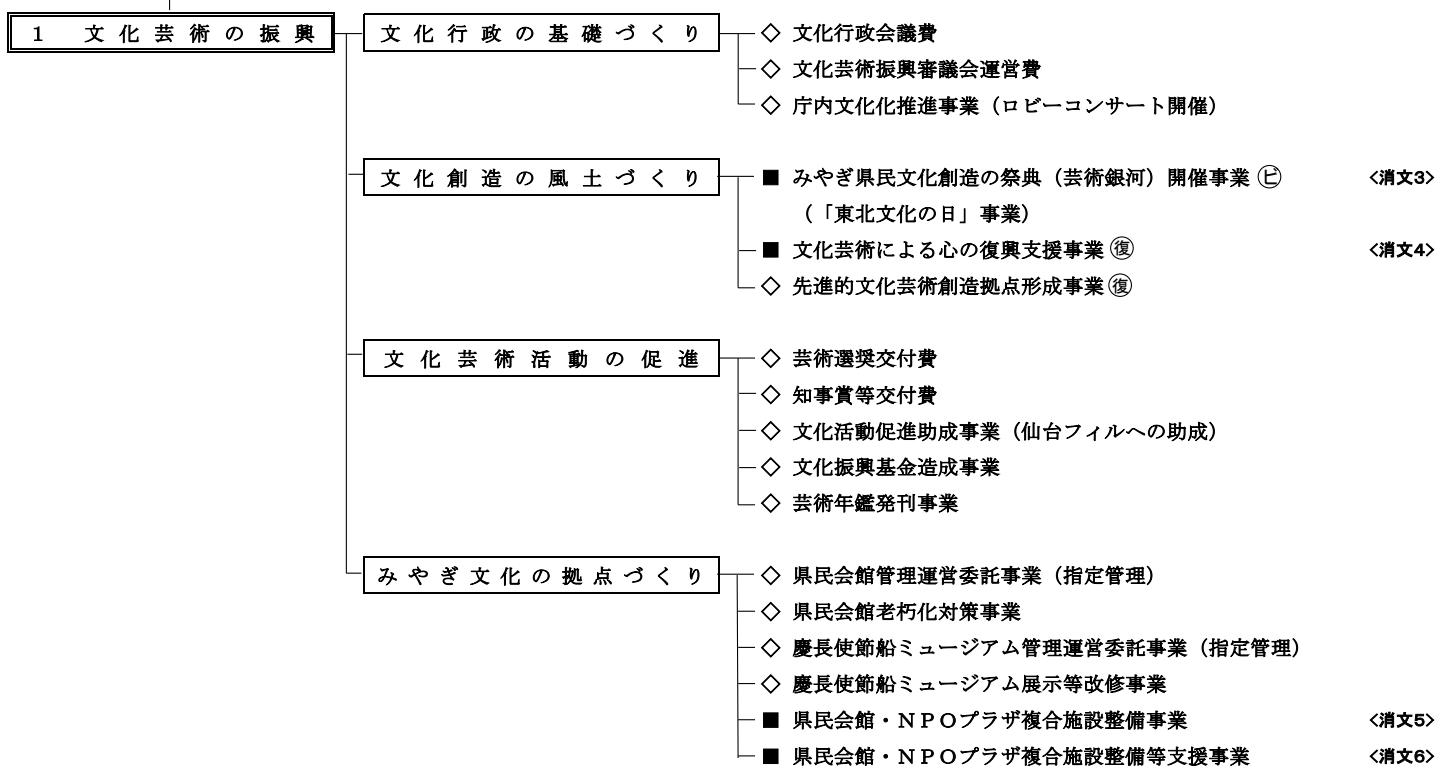 1 文化芸術の振興
文化行政の基礎づくり
◇ 文化行政会議費
◇ 文化芸術振興審議会運営費
◇ 庁内文化化推進事業（ロビーコンサート開催）
文化創造の風土づくり
■ みやぎ県民文化創造の祭典（芸術銀河）開催事業 ㋪ <消文3>
（「東北文化の日」事業）
■ 文化芸術による心の復興支援事業 (復) <消文4>
◇ 先進的文化芸術創造拠点形成事業 (復)
文化芸術活動の促進
◇ 芸術選奨交付費
◇ 知事賞等交付費
◇ 文化活動促進助成事業（仙台フィルへの助成）
◇ 文化振興基金造成事業
◇ 芸術年鑑発刊事業
みやぎ文化の拠点づくり
◇ 県民会館管理運営委託事業（指定管理）
◇ 県民会館老朽化対策事業
◇ 慶長使節船ミュージアム管理運営委託事業（指定管理）
◇ 慶長使節船ミュージアム展示等改修事業
■ 県民会館・ＮＰＯプラザ複合施設整備事業 <消文5>
■ 県民会館・ＮＰＯプラザ複合施設整備等支援事業 <消文6>